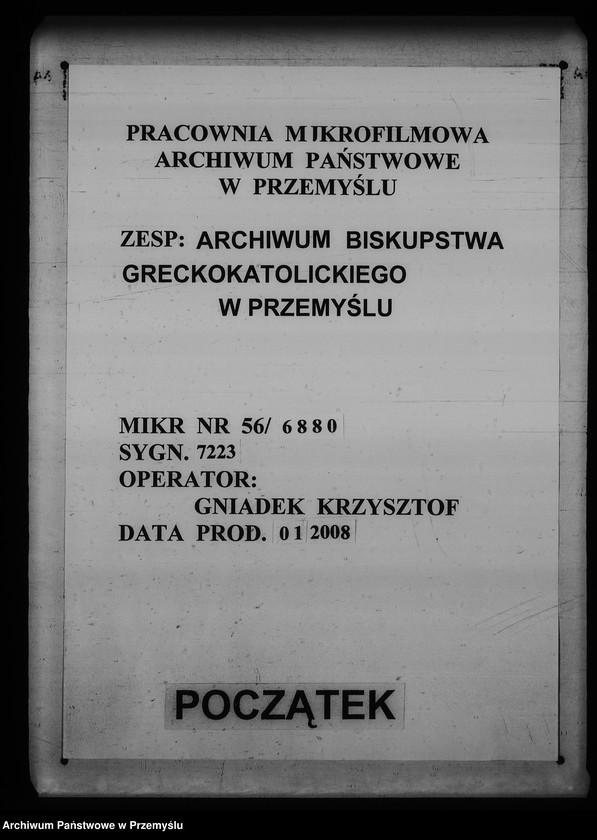 PRACOWNIA MIKROFILMOWA
ARCHIWUM PAŃSTWOWE
W PRZEMYŚLU
ZESP: ARCHIWUM BISKUPSTWA
GRECKOKATOLICKIEGO
W PRZEMYŚLU
MIKR NR 56/ 6880
SYGN. 7223
OPERATOR:
GNIADEK KRZYSZTOF
DATA PROD. 01 2008
POCZĄTEK
Archiwum Państwowe w Przemyślu